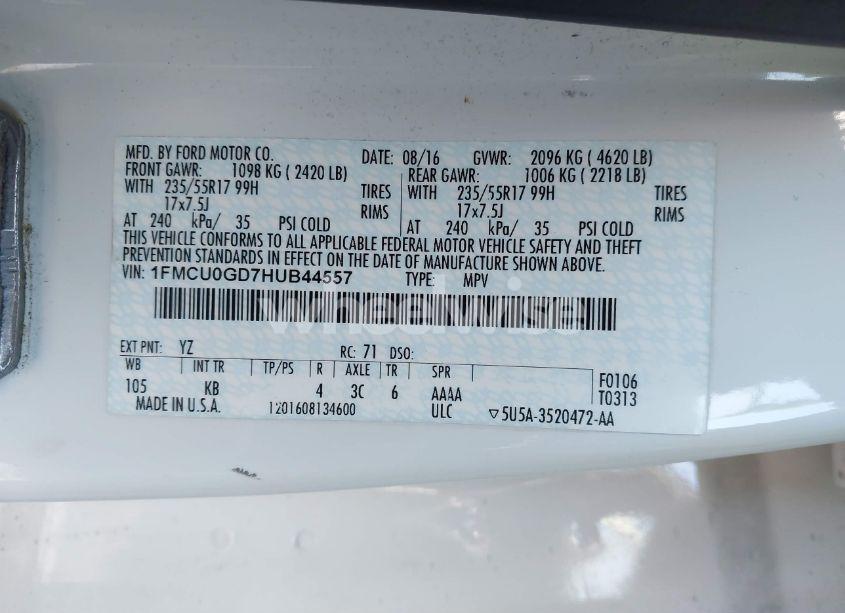 MFD. BY FORD MOTOR CO. DATE: 08/16 GVWR: 2096 KG ( 4620 LB)
FRONT GAWR: 1098 KG ( 2420 LB) REAR GAWR: 1006 KG ( 2218 LB)
WITH 235/55R17 99H TIRES WITH 235/55R17 99H TIRES
17x7.5J RIMS 17x7.5J RIMS
AT 240 kPa/ 35 PSI COLD AT 240 kPa/ 35 PSI COLD
THIS VEHICLE CONFORMS TO ALL APPLICABLE FEDERAL MOTOR VEHICLE SAFETY AND THEFT
PREVENTION STANDARDS IN EFFECT ON THE DATE OF MANUFACTURE SHOWN ABOVE.
VIN: 1FMCU0GD7HUB44557 TYPE: MPV
wheelwise
EXT PNT: YZ RC: 71 DSO:
WB INT TR TP/PS R AXLE TR SPR
105 KB 4 3C 6 AAAA F0106
MADE IN U.S.A. 1201608134600 ULC T0313
▽5U5A-3520472-AA